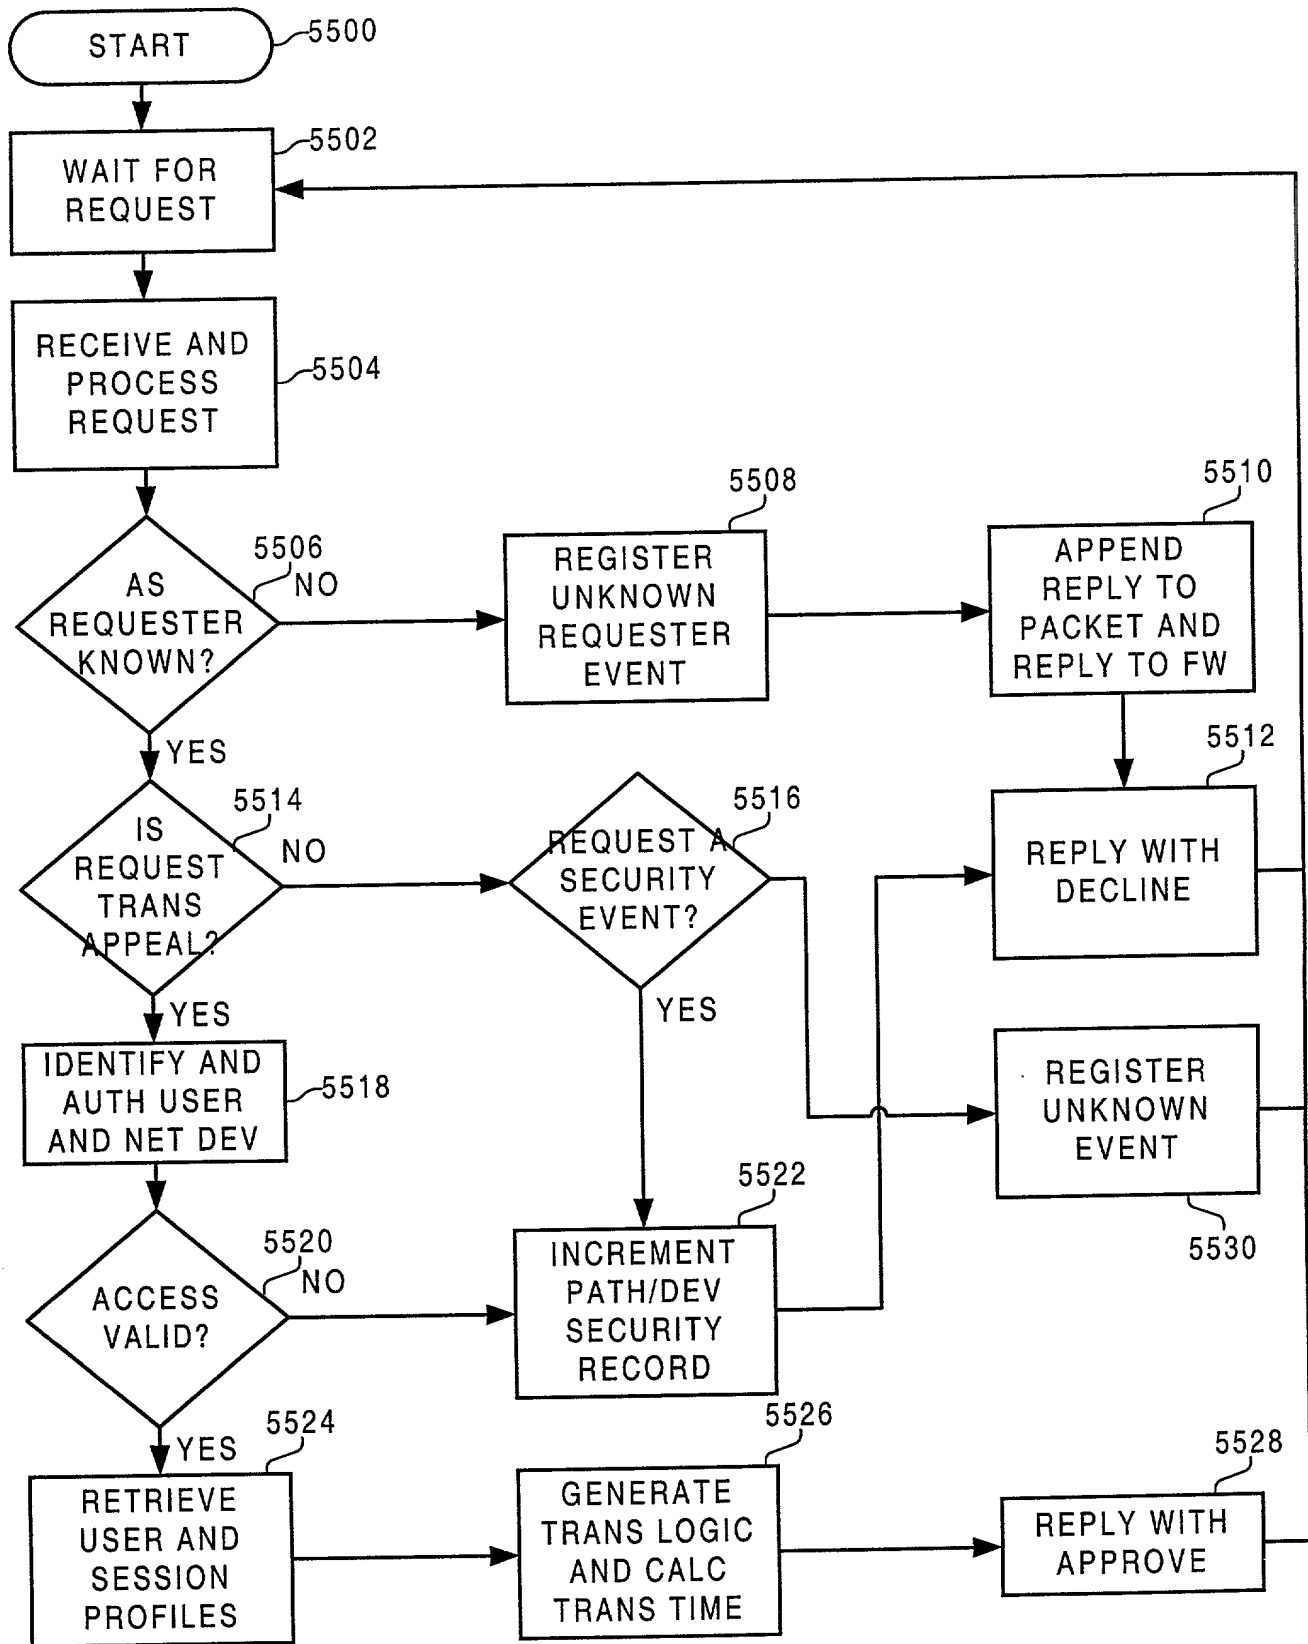 START
5500
WAIT FOR
REQUEST
5502
RECEIVE AND
PROCESS
REQUEST
5504
AS
REQUESTER
KNOWN?
5506
NO
YES
5508
REGISTER
UNKNOWN
REQUESTER
EVENT
5510
APPEND
REPLY TO
PACKET AND
REPLY TO FW
5512
REPLY WITH
DECLINE
IS
REQUEST
TRANS
APPEAL?
5514
NO
YES
REQUEST A
SECURITY
EVENT?
5516
YES
IDENTIFY AND
AUTH USER
AND NET DEV
5518
REGISTER
UNKNOWN
EVENT
5530
ACCESS
VALID?
5520
NO
YES
5522
INCREMENT
PATH/DEV
SECURITY
RECORD
5524
RETRIEVE
USER AND
SESSION
PROFILES
5526
GENERATE
TRANS LOGIC
AND CALC
TRANS TIME
5528
REPLY WITH
APPROVE